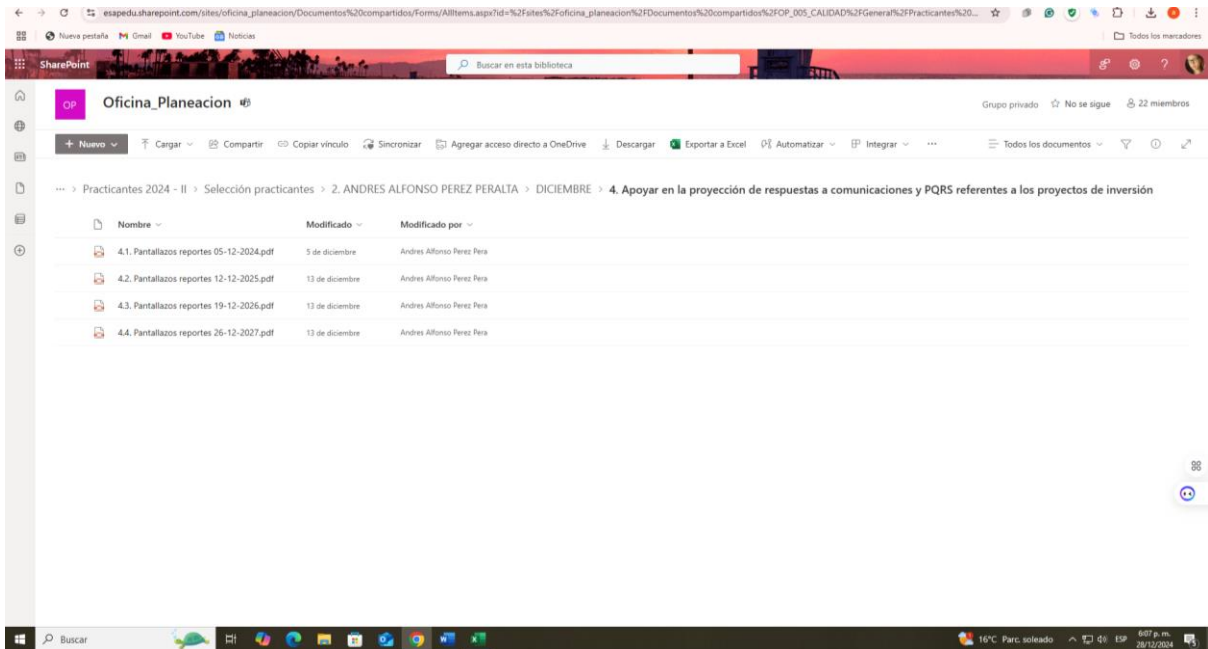 esapedu.sharepoint.com/sites/oficina_planeacion/Documentos%20compartidos/Forms/AllItems.aspx?id=%2Fsites%2Foficina_planeacion%2FDocumentos%20compartidos%2FOP_005_CALIDAD%2FGeneral%2FPracticantes%20...
Nueva pestaña Gmail YouTube Noticias Todos los marcadores
SharePoint Buscar en esta biblioteca ?
OP Oficina_Planeacion Grupo privado No se sigue 22 miembros
+ Nuevo Cargar Compartir Copiar vínculo Sincronizar Agregar acceso directo a OneDrive Descargar Exportar a Excel Automatizar Integrar ... Todos los documentos
... > Practicantes 2024 - II > Selección practicantes > 2. ANDRES ALFONSO PEREZ PERALTA > DICIEMBRE > 4. Apoyar en la proyección de respuestas a comunicaciones y PQRS referentes a los proyectos de inversión
Nombre Modificado Modificado por
4.1. Pantallazos reportes 05-12-2024.pdf 5 de diciembre Andres Alfonso Perez Pera
4.2. Pantallazos reportes 12-12-2025.pdf 13 de diciembre Andres Alfonso Perez Pera
4.3. Pantallazos reportes 19-12-2026.pdf 13 de diciembre Andres Alfonso Perez Pera
4.4. Pantallazos reportes 26-12-2027.pdf 13 de diciembre Andres Alfonso Perez Pera
Buscar 16°C Parc. soleado ESP 6:07 p. m.
28/12/2024